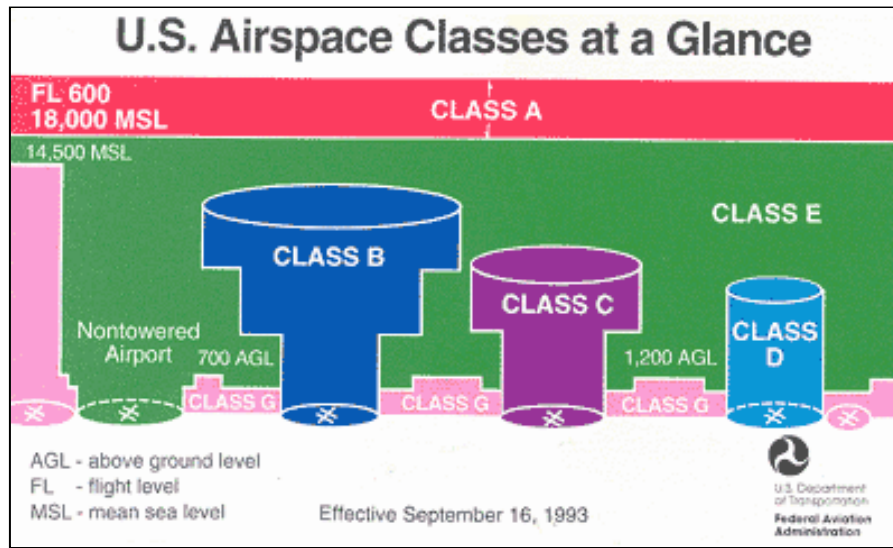 U.S. Airspace Classes at a Glance
FL 600
18,000 MSL
CLASS A
14,500 MSL
CLASS E
CLASS B
CLASS C
CLASS
D
Nontowered
Airport
700 AGL
1,200 AGL
CLASS G
CLASS G
CLASS G
AGL - above ground level
FL - flight level
MSL - mean sea level
Effective September 16, 1993
U.S. Department
of Transportation
Federal Aviation
Administration